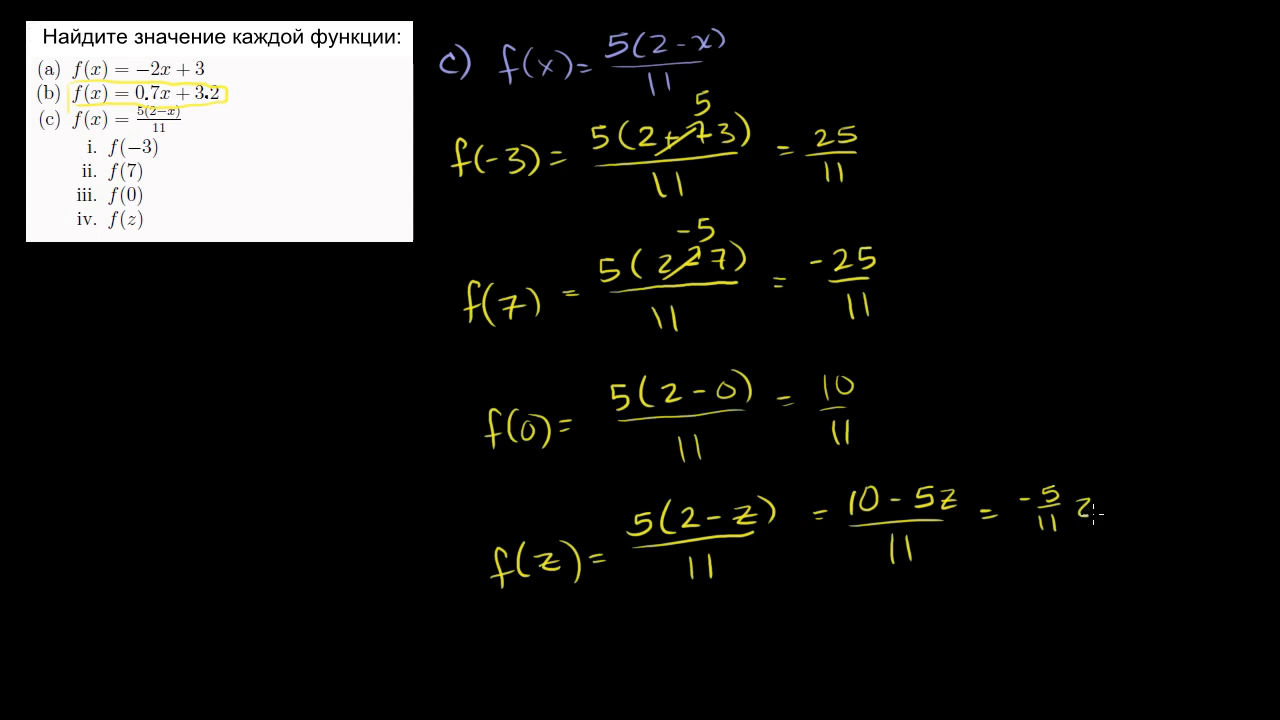 Найдите значение каждой функции:
(a) f(x) = −2x + 3
(b) f(x) = 0.7x + 3.2
(c) f(x) = 5(2−x)/11
i. f(−3)
ii. f(7)
iii. f(0)
iv. f(z)
c) f(x) = 5(2-x)/11
5
f(-3) = 5(2+3)/11 = 25/11
-5
f(7) = 5(2-7)/11 = -25/11
f(0) = 5(2-0)/11 = 10/11
f(z) = 5(2-z)/11 = 10-5z/11 = -5/11 z